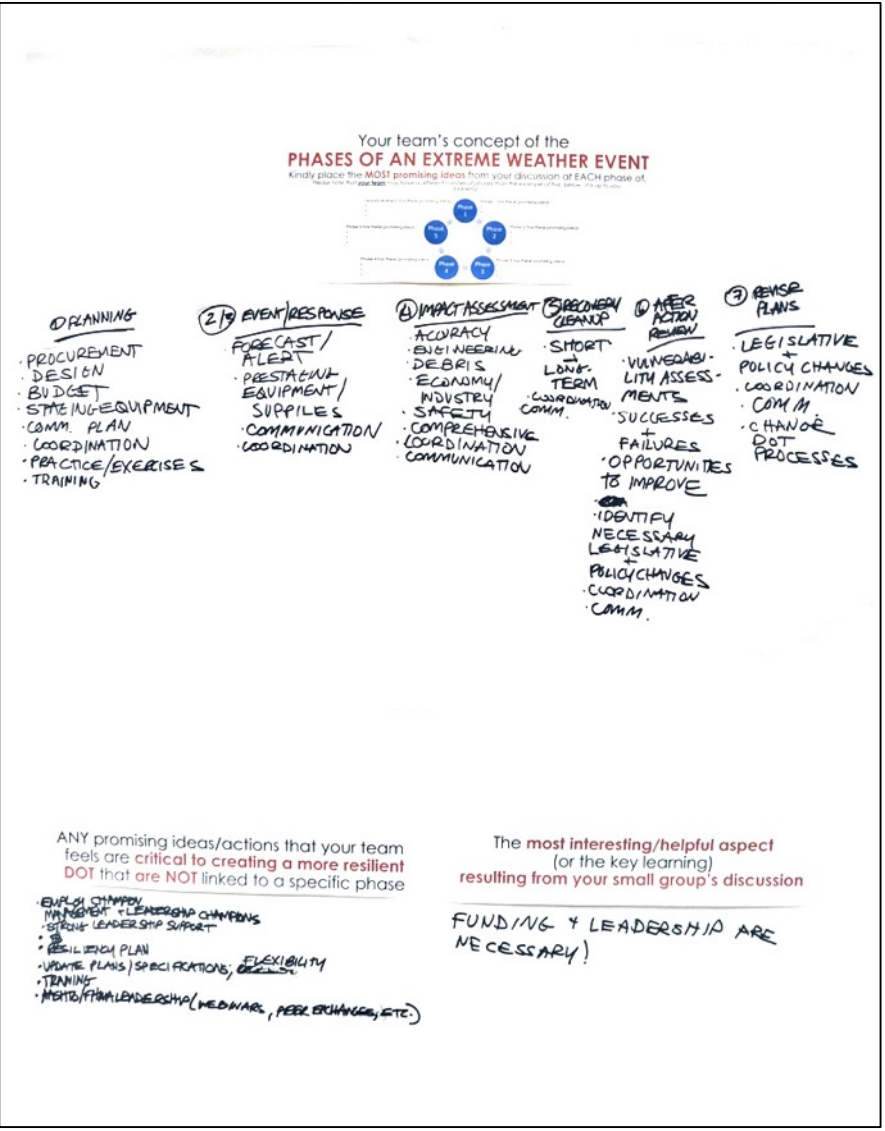 Your team's concept of the
PHASES OF AN EXTREME WEATHER EVENT
Kindly place the MOST promising ideas from your discussion at EACH phase of.
Phase 1
Phase 2
Phase 3
Phase 4
Phase 5
① PLANNING
· PROCUREMENT
· DESIGN
· BUDGET
· STAGING EQUIPMENT
· COMM. PLAN
· COORDINATION
· PRACTICE/EXERCISES
· TRAINING
2/3 EVENT/RESPONSE
FORECAST/
ALERT
· PRESTAGING
EQUIPMENT/
SUPPILES
· COMMUNICATION
· COORDINATION
④ IMPACT ASSESSMENT
· ACCURACY
· ENGINEERING
· DEBRIS
· ECONOMY/
INDUSTRY
· SAFETY
· COMPREHENSIVE
COORDINATION
· COMMUNICATION
⑤ RECOVERY
CLEANUP
· SHORT
→
LONG-
TERM
· COORDINATION
COMM.
⑥ AFTER
ACTION
REVIEW
· VULNERABI-
LITY ASSESS-
MENTS
· SUCCESSES
+
FAILURES
· OPPORTUNITIES
TO IMPROVE
· IDENTIFY
NECESSARY
LEGISLATIVE
+
POLICY CHANGES
· COORDINATION
· COMM.
⑦ REVISE
PLANS
· LEGISLATIVE
+
POLICY CHANGES
· COORDINATION
· COMM.
· CHANGE
DOT
PROCESSES
ANY promising ideas/actions that your team
feels are critical to creating a more resilient
DOT that are NOT linked to a specific phase
· EMPLOY CHAMPION
MANAGEMENT + LEADERSHIP CHAMPIONS
· STRONG LEADERSHIP SUPPORT
· $
· RESILIENCY PLAN
· UPDATE PLANS/SPECIFICATIONS; FLEXIBILITY
· TRAINING
· AASHTO/FHWA LEADERSHIP (WEBINARS, PEER EXCHANGES, ETC.)
The most interesting/helpful aspect
(or the key learning)
resulting from your small group's discussion
FUNDING + LEADERSHIP ARE
NECESSARY!